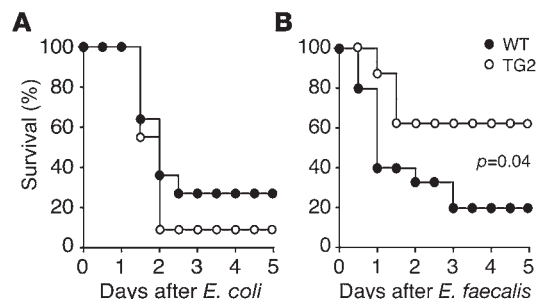 A
B
Survival (%)
100
80
60
40
20
0
0 1 2 3 4 5
Days after E. coli
100
80
60
40
20
0
WT
TG2
p=0.04
0 1 2 3 4 5
Days after E. faecalis